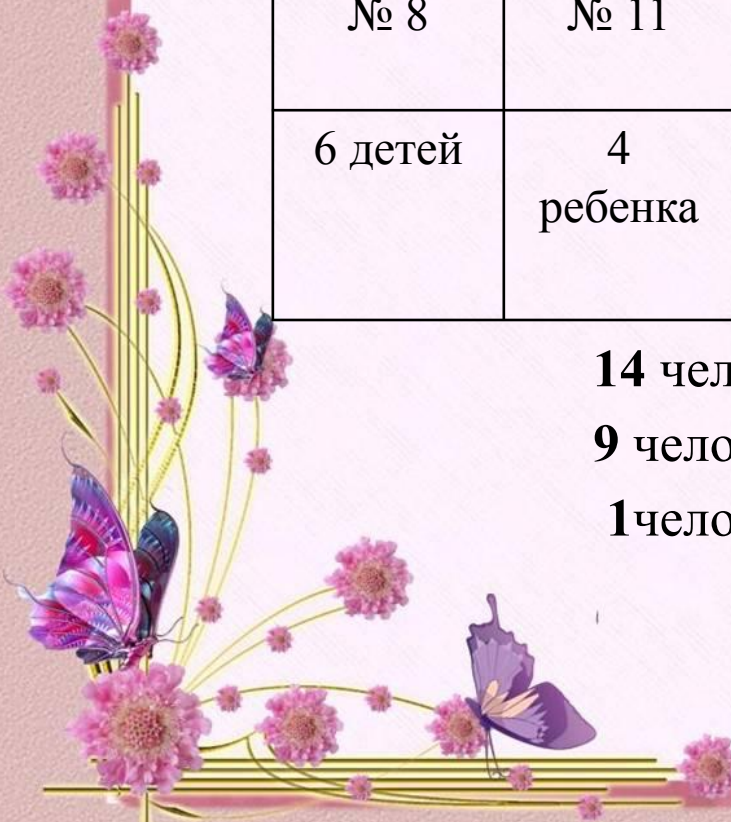 № 8 № 11
6 детей 4
ребенка
14 чел
9 чело
1чело